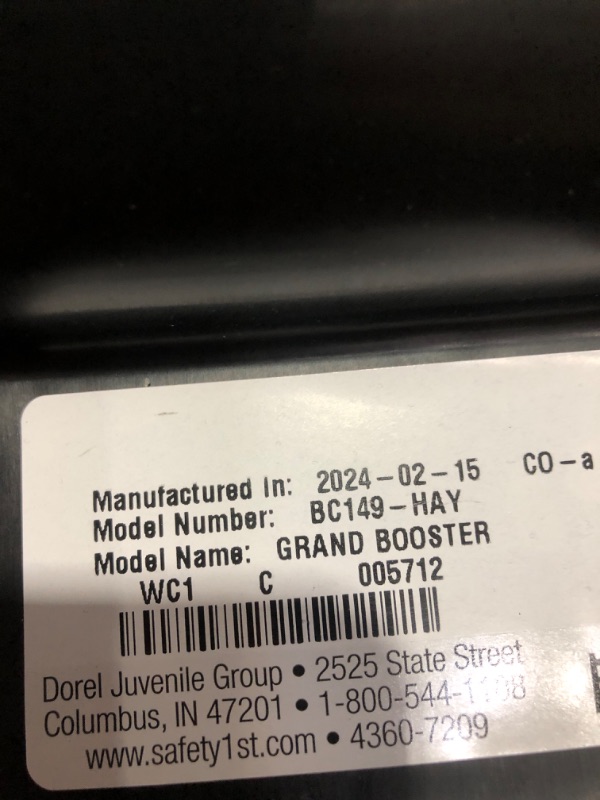 Manufactured In: 2024-02-15 CO-a
Model Number: BC149-HAY
Model Name: GRAND BOOSTER
WC1 C 005712
Dorel Juvenile Group • 2525 State Street
Columbus, IN 47201 • 1-800-544-1108
www.safety1st.com • 4360-7209